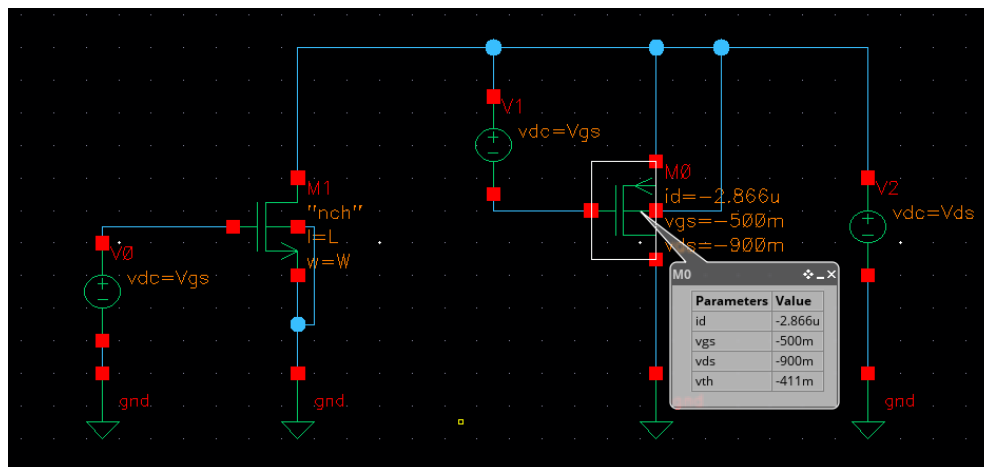 V1
vdc=Vgs
M1
"nch"
l=L
w=W
M0
id=-2.866u
vgs=-500m
vds=-900m
V2
vdc=Vds
V0
vdc=Vgs
M0
Parameters Value
id -2.866u
vgs -500m
vds -900m
vth -411m
gnd
gnd
gnd
gnd